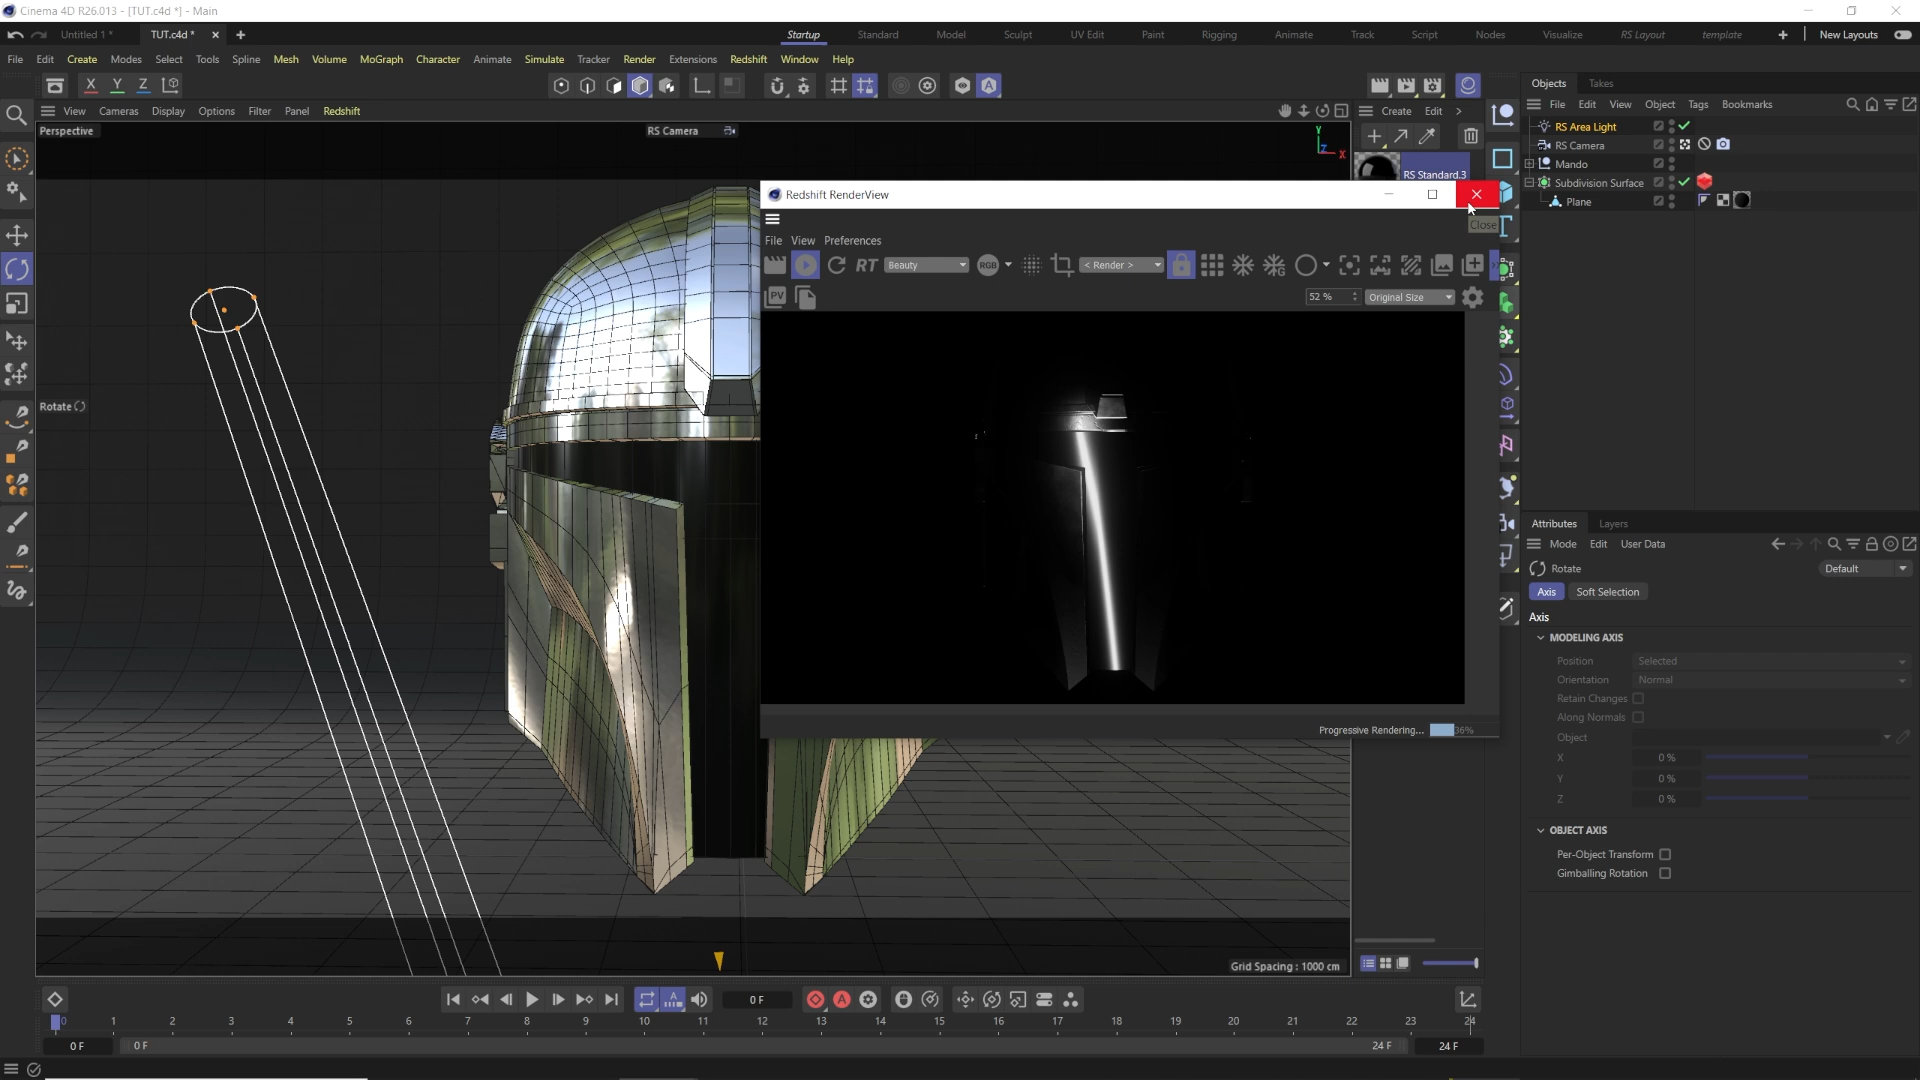 Cinema 4D R26.013 - [TUT.c4d *] - Main
Untitled 1 *
TUT.c4d *
Startup
Standard
Model
Sculpt
UV Edit
Paint
Rigging
Animate
Track
Script
Nodes
Visualize
RS Layout
template
New Layouts
File Edit Create Modes Select Tools Spline Mesh Volume MoGraph Character Animate Simulate Tracker Render Extensions Redshift Window Help
X Y Z
Objects Takes
View Cameras Display Options Filter Panel Redshift
Create Edit
File Edit View Object Tags Bookmarks
Perspective
RS Camera
Y
Z
X
RS Standard.3
RS Area Light
RS Camera
Mando
Subdivision Surface
Plane
Redshift RenderView
Close
File View Preferences
RT
Beauty
RGB
< Render >
PV
52 %
Original Size
Rotate
Progressive Rendering...
36%
Grid Spacing : 1000 cm
Attributes Layers
Mode Edit User Data
Rotate
Default
Axis
Soft Selection
Axis
MODELING AXIS
Position Selected
Orientation Normal
Retain Changes
Along Normals
Object
X 0 %
Y 0 %
Z 0 %
OBJECT AXIS
Per-Object Transform
Gimballing Rotation
0 F
0 1 2 3 4 5 6 7 8 9 10 11 12 13 14 15 16 17 18 19 20 21 22 23 24
0 F
0 F
24 F
24 F